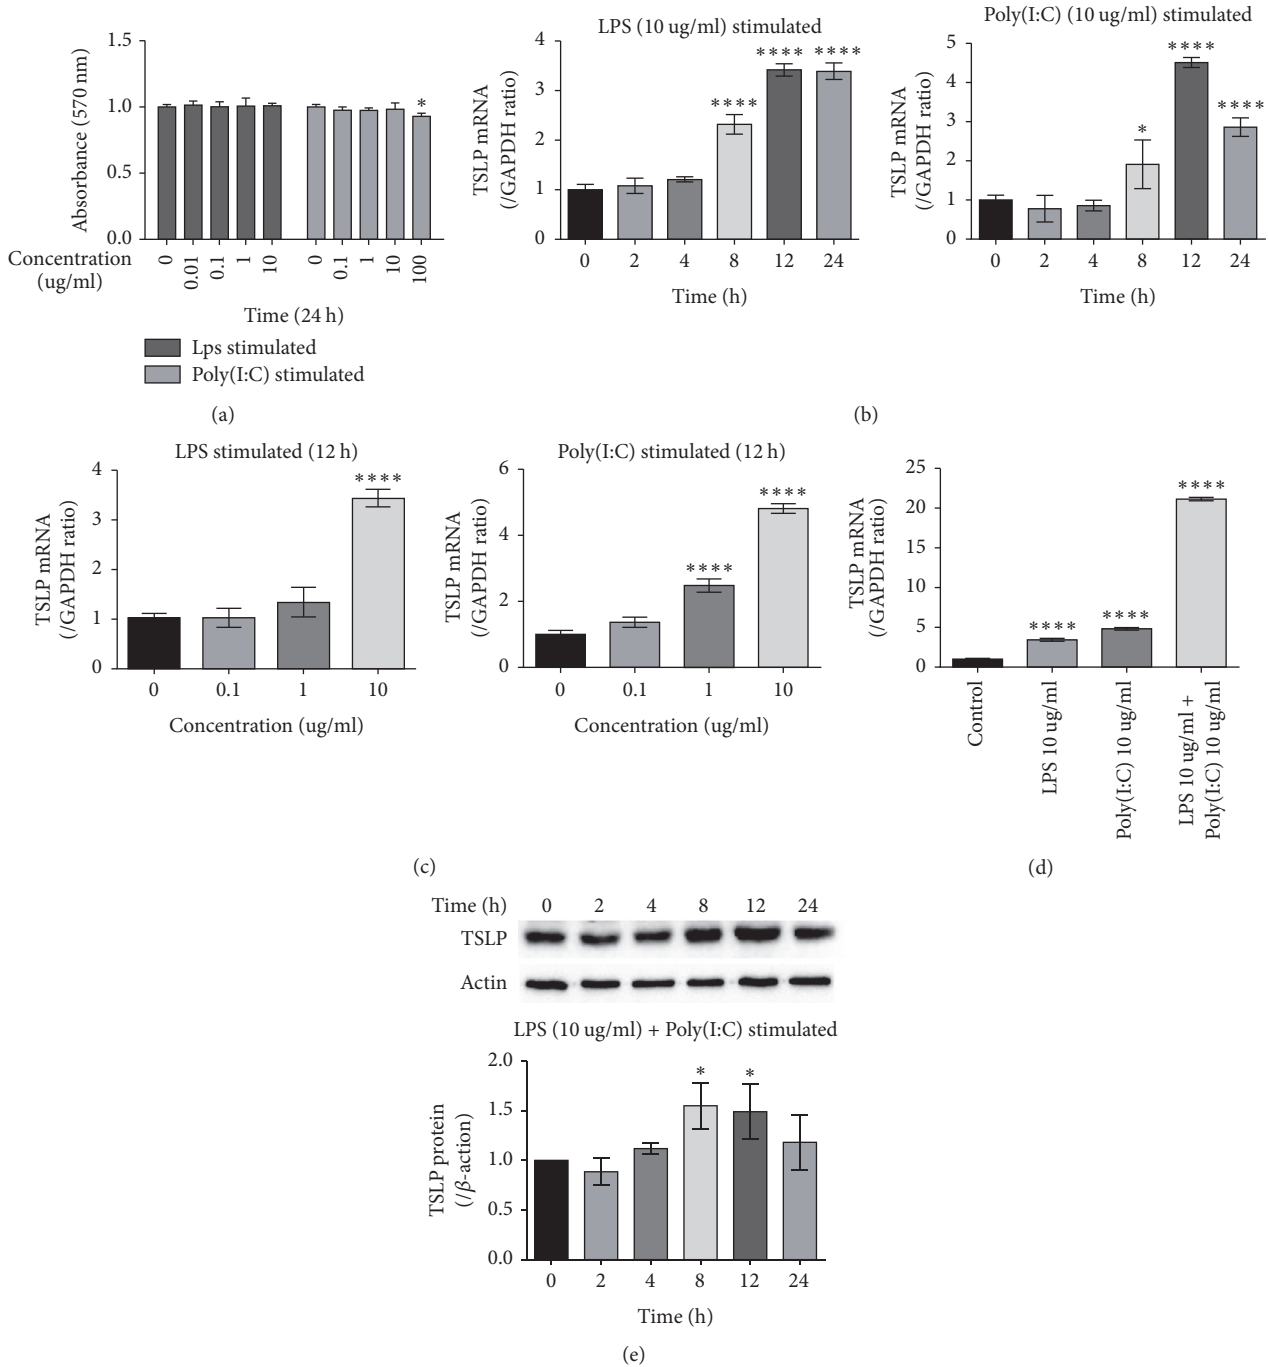 1.5
1.0
0.5
0.0
Absorbance (570 nm)
*
Concentration
(ug/ml)
0 0.01 0.1 1 10 0 0.1 1 10 100
Time (24 h)
Lps stimulated
Poly(I:C) stimulated
(a)
LPS (10 ug/ml) stimulated
4
3
2
1
0
TSLP mRNA
(/GAPDH ratio)
**** **** ****
0 2 4 8 12 24
Time (h)
Poly(I:C) (10 ug/ml) stimulated
5
4
3
2
1
0
TSLP mRNA
(/GAPDH ratio)
* **** ****
0 2 4 8 12 24
Time (h)
(b)
LPS stimulated (12 h)
4
3
2
1
0
TSLP mRNA
(/GAPDH ratio)
****
0 0.1 1 10
Concentration (ug/ml)
Poly(I:C) stimulated (12 h)
6
4
2
0
TSLP mRNA
(/GAPDH ratio)
**** ****
0 0.1 1 10
Concentration (ug/ml)
(c)
25
20
15
10
5
0
TSLP mRNA
(/GAPDH ratio)
**** **** ****
Control
LPS 10 ug/ml
Poly(I:C) 10 ug/ml
LPS 10 ug/ml +
Poly(I:C) 10 ug/ml
(d)
Time (h) 0 2 4 8 12 24
TSLP
Actin
LPS (10 ug/ml) + Poly(I:C) stimulated
2.0
1.5
1.0
0.5
0.0
TSLP protein
(/β-action)
* *
0 2 4 8 12 24
Time (h)
(e)